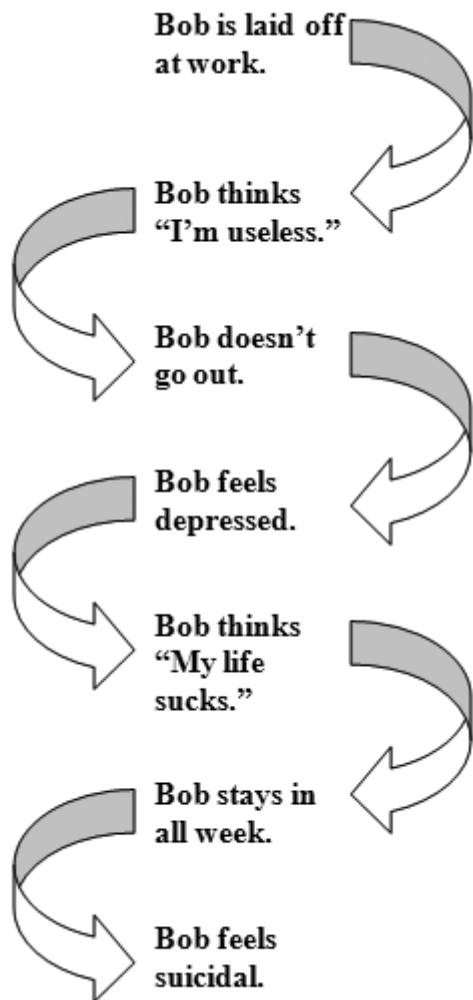 Bob is laid off
at work.
Bob thinks
“I’m useless.”
Bob doesn’t
go out.
Bob feels
depressed.
Bob thinks
“My life
sucks.”
Bob stays in
all week.
Bob feels
suicidal.